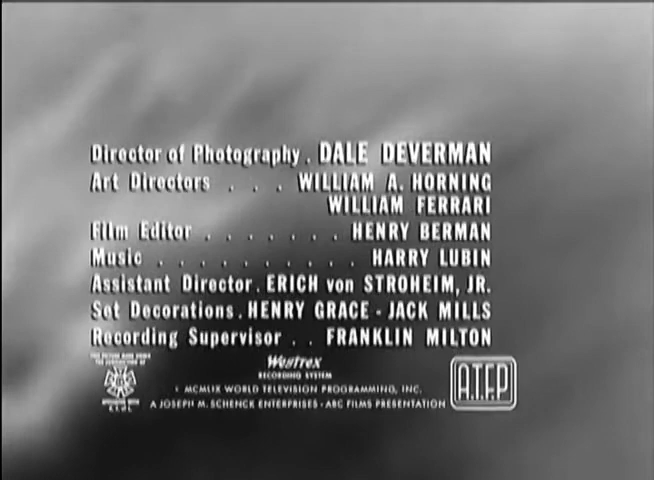 Director of Photography . DALE DEVERMAN
Art Directors . . . WILLIAM A. HORNING
WILLIAM FERRARI
Film Editor . . . . . . . HENRY BERMAN
Music . . . . . . . . . . HARRY LUBIN
Assistant Director . ERICH von STROHEIM, JR.
Set Decorations . HENRY GRACE - JACK MILLS
Recording Supervisor . . FRANKLIN MILTON
Westrex
RECORDING SYSTEM
MCMLIX WORLD TELEVISION PROGRAMMING, INC.
A JOSEPH M. SCHENCK ENTERPRISES - ABC FILMS PRESENTATION
A.T.F.P.